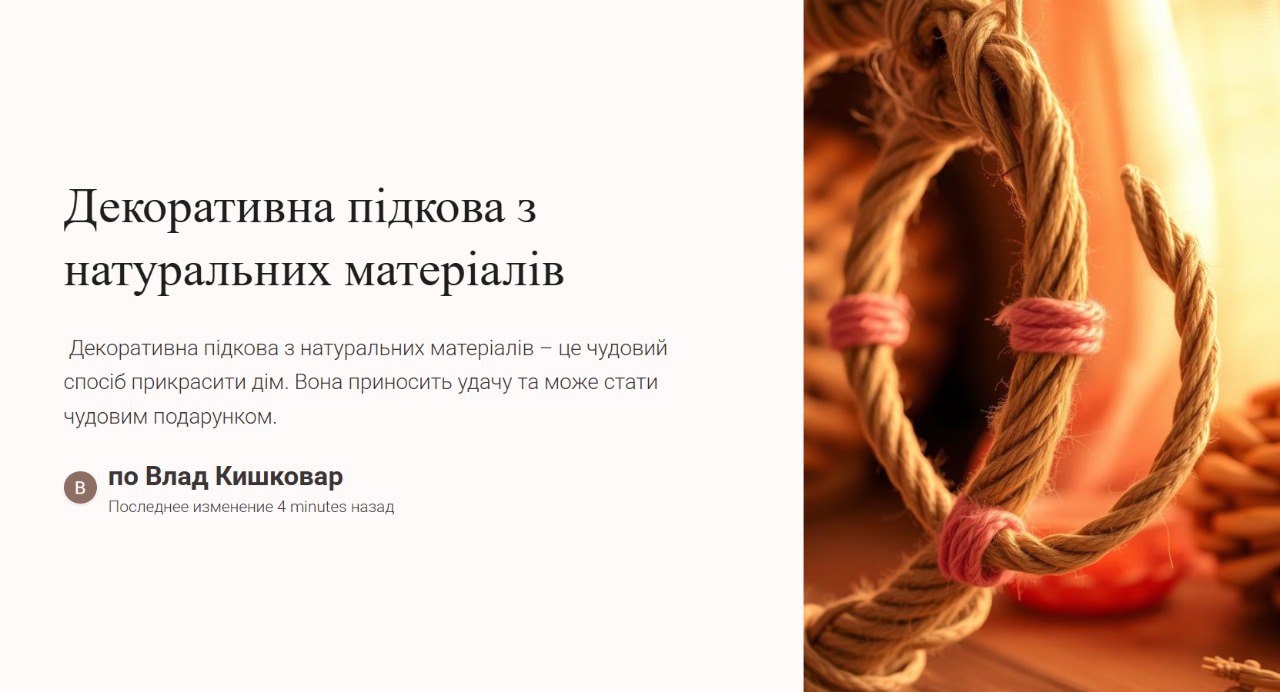 Декоративна підкова з
натуральних матеріалів
Декоративна підкова з натуральних матеріалів – це чудовий
спосіб прикрасити дім. Вона приносить удачу та може стати
чудовим подарунком.
В
по Влад Кишковар
Последнее изменение 4 minutes назад